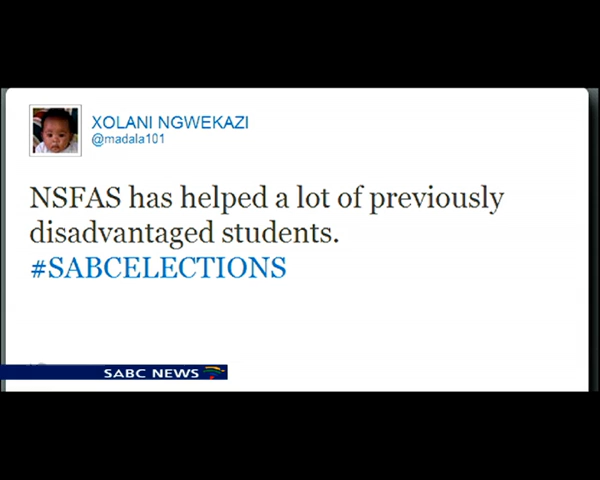 XOLANI NGWEKAZI
@madala101
NSFAS has helped a lot of previously
disadvantaged students.
#SABCELECTIONS
SABC NEWS